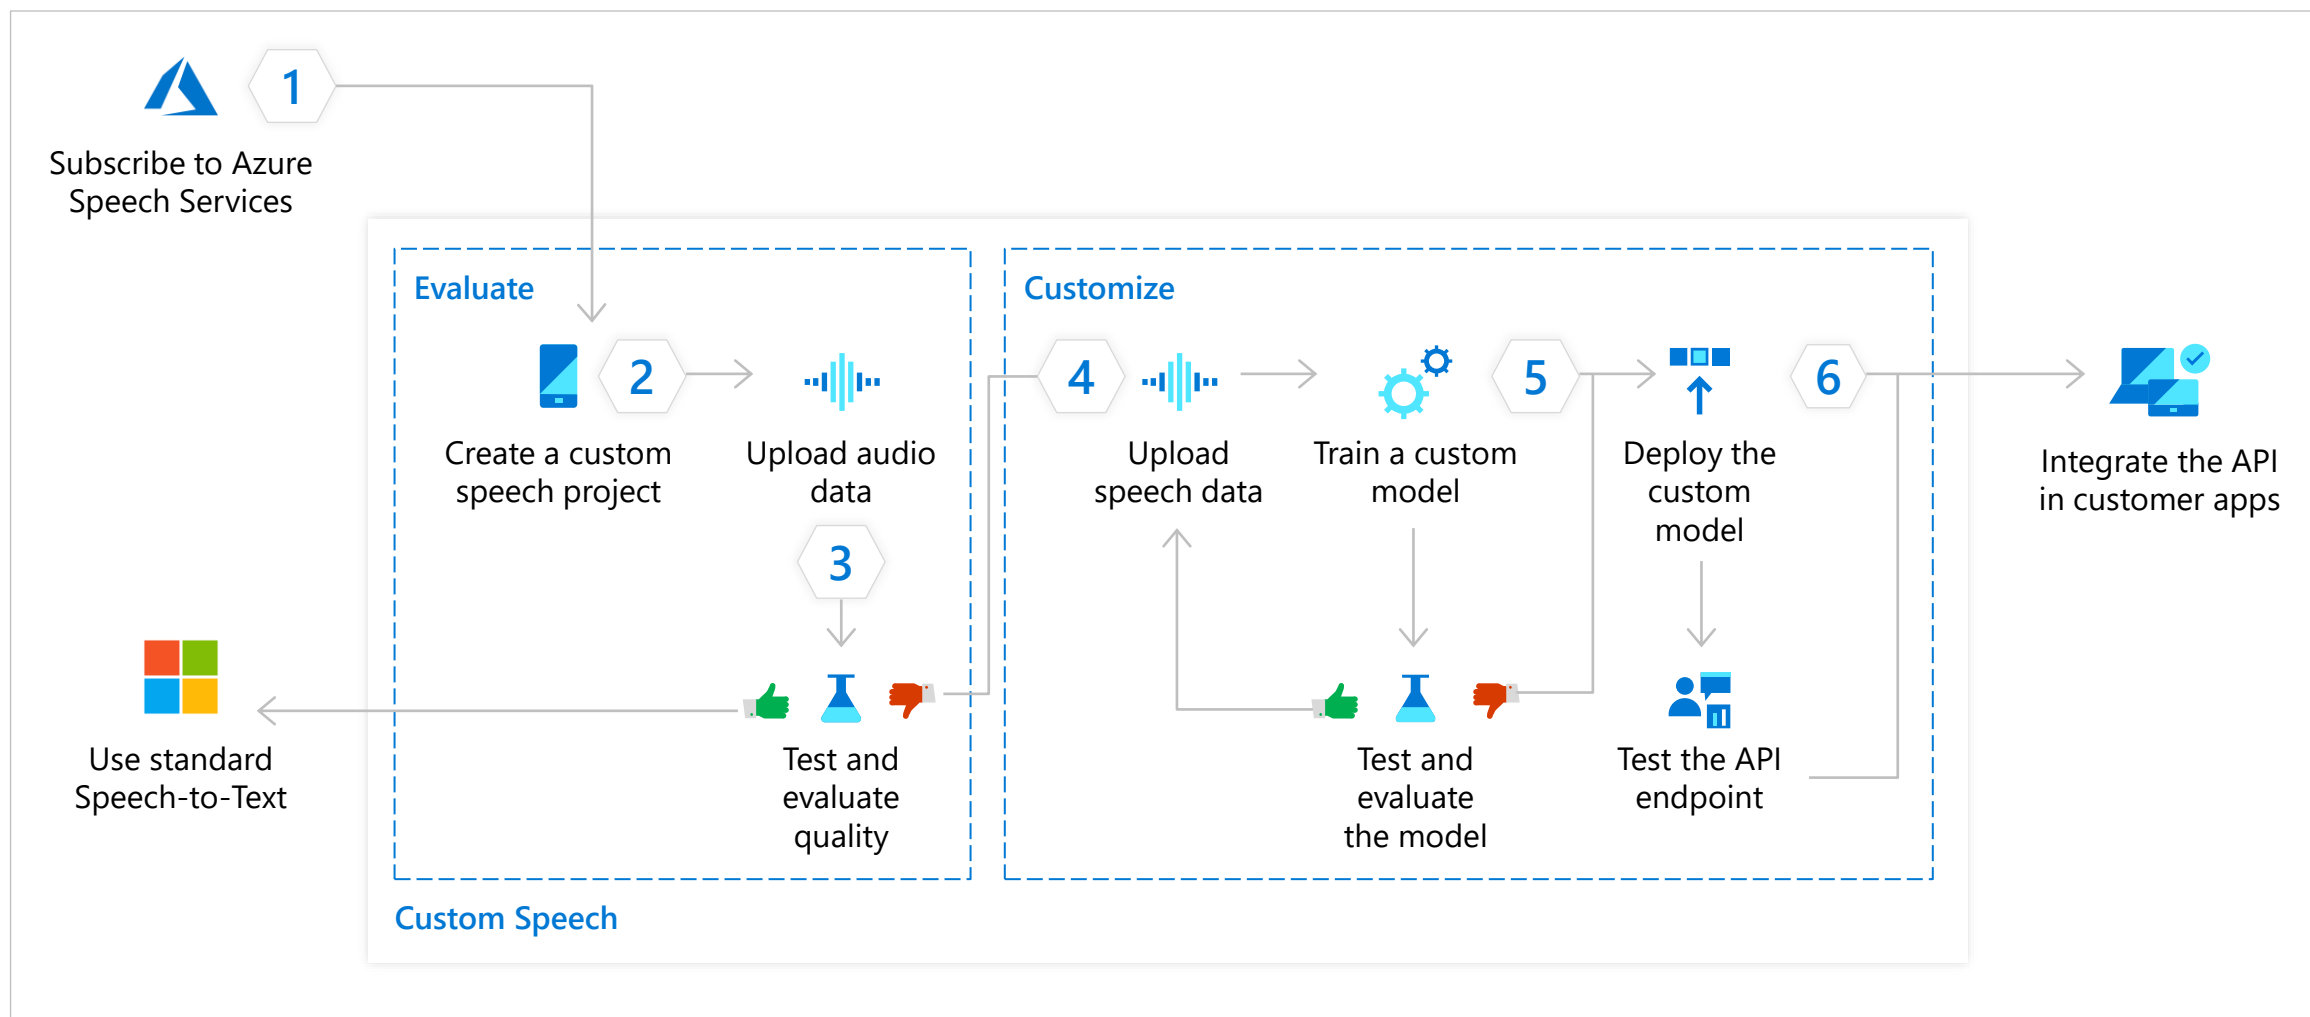 1
Subscribe to Azure
Speech Services
Evaluate
2
Create a custom
speech project
Upload audio
data
3
Test and
evaluate
quality
Use standard
Speech-to-Text
Customize
4
Upload
speech data
Train a custom
model
5
Test and
evaluate
the model
Deploy the
custom
model
6
Test the API
endpoint
Integrate the API
in customer apps
Custom Speech